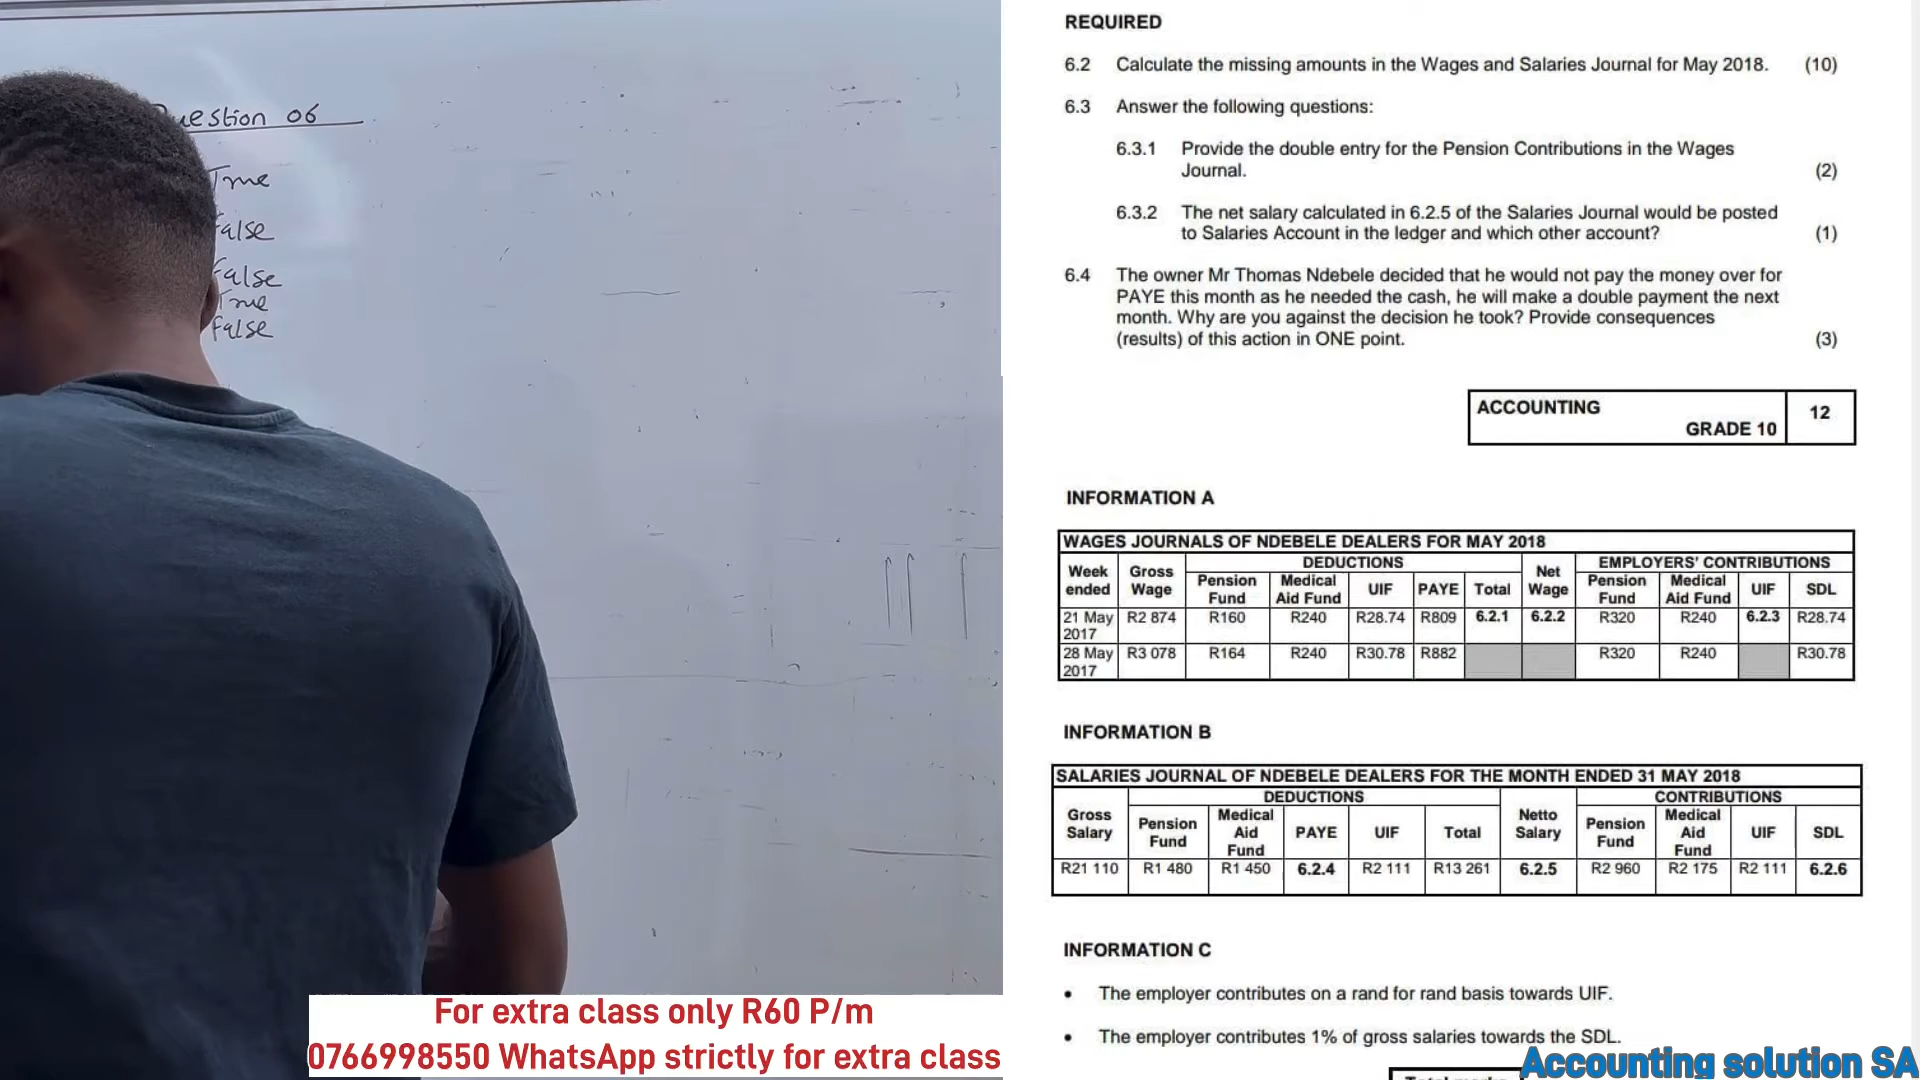 Question 06
True
False
False
True
False
REQUIRED
6.2 Calculate the missing amounts in the Wages and Salaries Journal for May 2018. (10)
6.3 Answer the following questions:
6.3.1 Provide the double entry for the Pension Contributions in the Wages
Journal. (2)
6.3.2 The net salary calculated in 6.2.5 of the Salaries Journal would be posted
to Salaries Account in the ledger and which other account? (1)
6.4 The owner Mr Thomas Ndebele decided that he would not pay the money over for
PAYE this month as he needed the cash, he will make a double payment the next
month. Why are you against the decision he took? Provide consequences
(results) of this action in ONE point. (3)
ACCOUNTING 12
GRADE 10
INFORMATION A
WAGES JOURNALS OF NDEBELE DEALERS FOR MAY 2018
Week ended Gross Wage DEDUCTIONS Net Wage EMPLOYERS' CONTRIBUTIONS
Pension Fund Medical Aid Fund UIF PAYE Total Pension Fund Medical Aid Fund UIF SDL
21 May 2017 R2 874 R160 R240 R28.74 R809 6.2.1 6.2.2 R320 R240 6.2.3 R28.74
28 May 2017 R3 078 R164 R240 R30.78 R882 R320 R240 R30.78
INFORMATION B
SALARIES JOURNAL OF NDEBELE DEALERS FOR THE MONTH ENDED 31 MAY 2018
Gross Salary DEDUCTIONS Netto Salary CONTRIBUTIONS
Pension Fund Medical Aid Fund PAYE UIF Total Pension Fund Medical Aid Fund UIF SDL
R21 110 R1 480 R1 450 6.2.4 R2 111 R13 261 6.2.5 R2 960 R2 175 R2 111 6.2.6
INFORMATION C
• The employer contributes on a rand for rand basis towards UIF.
• The employer contributes 1% of gross salaries towards the SDL.
For extra class only R60 P/m
0766998550 WhatsApp strictly for extra class
Accounting solution SA